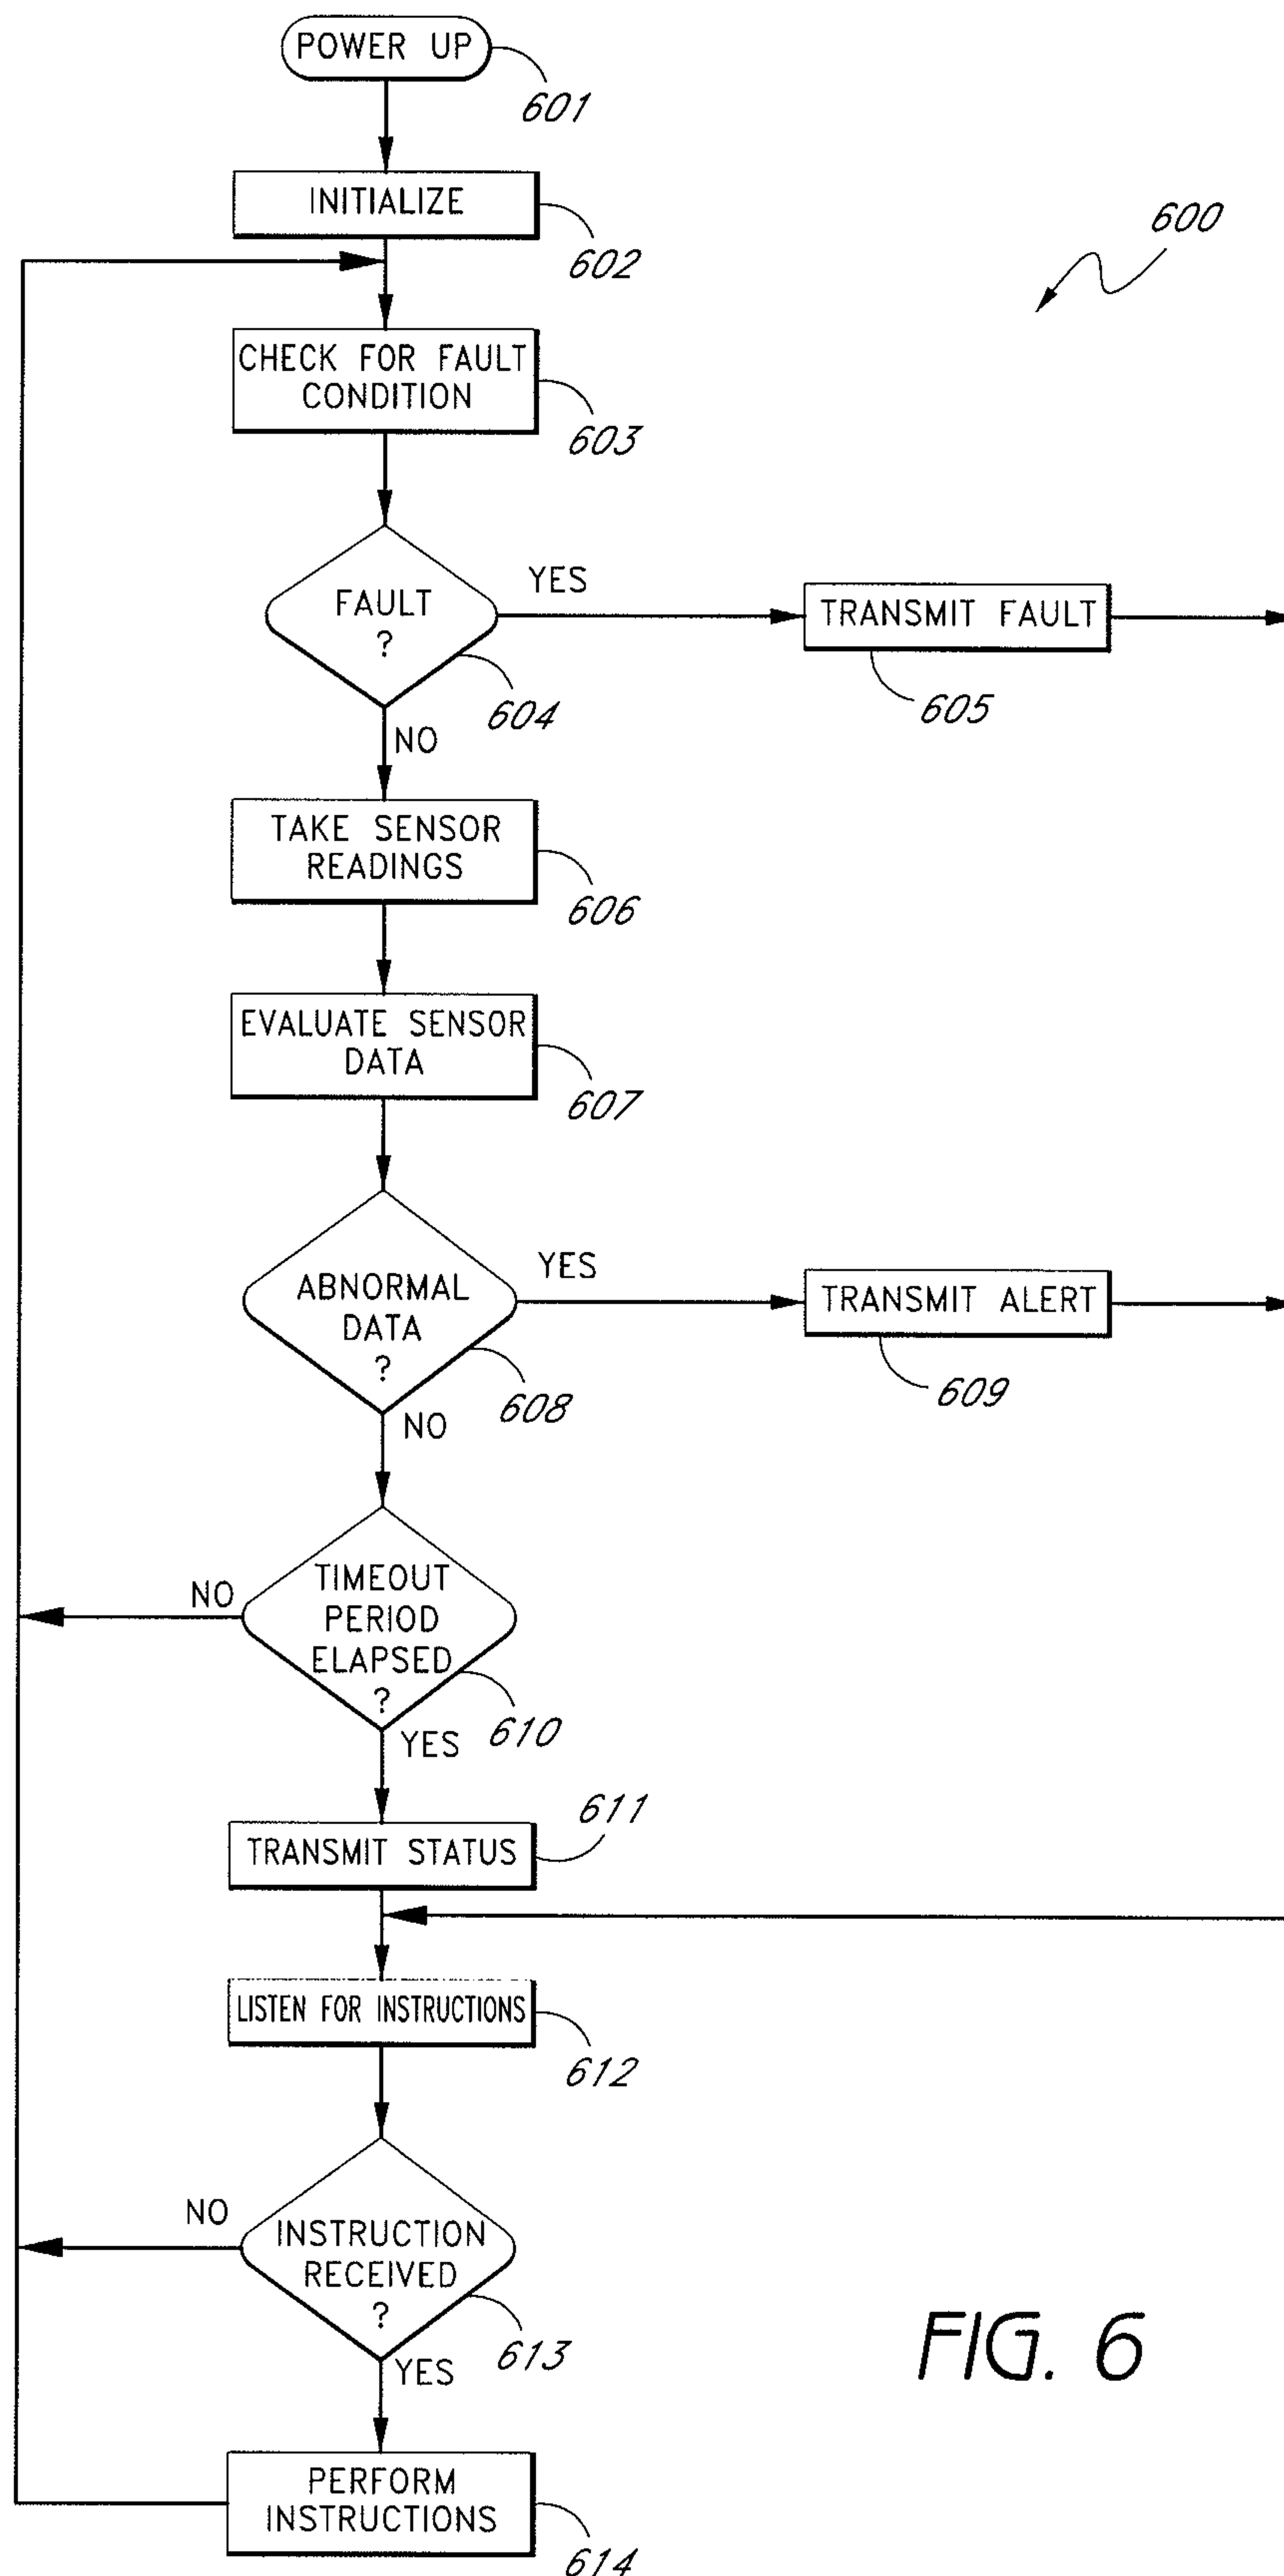 POWER UP
601
INITIALIZE
602
600
CHECK FOR FAULT
CONDITION
603
FAULT
?
YES
604
NO
TRANSMIT FAULT
605
TAKE SENSOR
READINGS
606
EVALUATE SENSOR
DATA
607
ABNORMAL
DATA
?
YES
608
NO
TRANSMIT ALERT
609
TIMEOUT
PERIOD
ELAPSED
?
NO
610
YES
TRANSMIT STATUS
611
LISTEN FOR INSTRUCTIONS
612
INSTRUCTION
RECEIVED
?
NO
613
YES
PERFORM
INSTRUCTIONS
614
FIG. 6